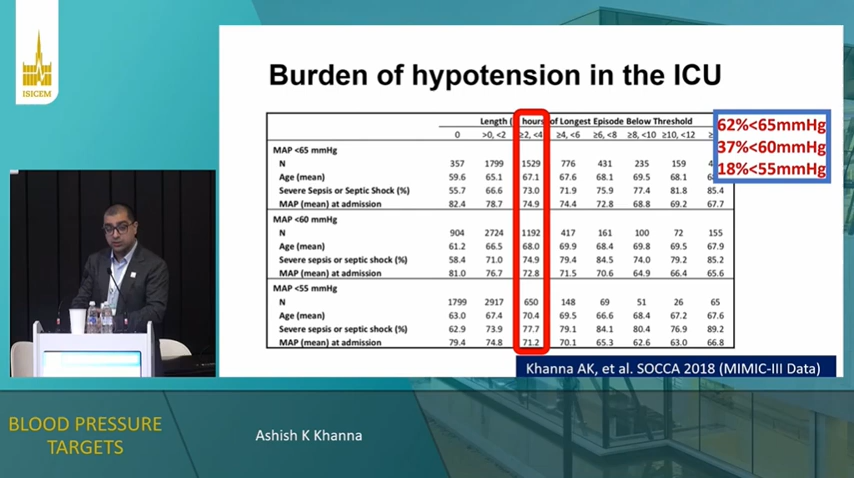 ISICEM
Burden of hypotension in the ICU
Length ( hours of Longest Episode Below Threshold
0 >0, <2 ≥2, <4 ≥4, <6 ≥6, <8 ≥8, <10 ≥10, <12
62%<65mmHg
37%<60mmHg
18%<55mmHg
MAP <65 mmHg
N 357 1799 1529 776 431 235 159
Age (mean) 59.6 65.1 67.1 67.6 68.1 69.5 68.1
Severe Sepsis or Septic Shock (%) 55.7 66.6 73.0 71.9 75.9 77.4 81.8 85.4
MAP (mean) at admission 82.4 78.7 74.9 74.4 72.8 68.8 69.2 67.7
MAP <60 mmHg
N 904 2724 1192 417 161 100 72 155
Age (mean) 61.2 66.5 68.0 69.9 68.4 69.8 69.5 67.9
Severe sepsis or septic shock (%) 58.4 71.0 74.9 79.4 84.5 74.0 79.2 85.2
MAP (mean) at admission 81.0 76.7 72.8 71.5 70.6 64.9 66.4 65.6
MAP <55 mmHg
N 1799 2917 650 148 69 51 26 65
Age (mean) 63.0 67.4 70.4 69.5 66.6 68.4 67.2 67.6
Severe sepsis or septic shock (%) 62.9 73.9 77.7 79.1 84.1 80.4 76.9 89.2
MAP (mean) at admission 79.4 74.8 71.2 70.1 65.3 62.6 63.0 66.8
Khanna AK, et al. SOCCA 2018 (MIMIC-III Data)
BLOOD PRESSURE
TARGETS
Ashish K Khanna